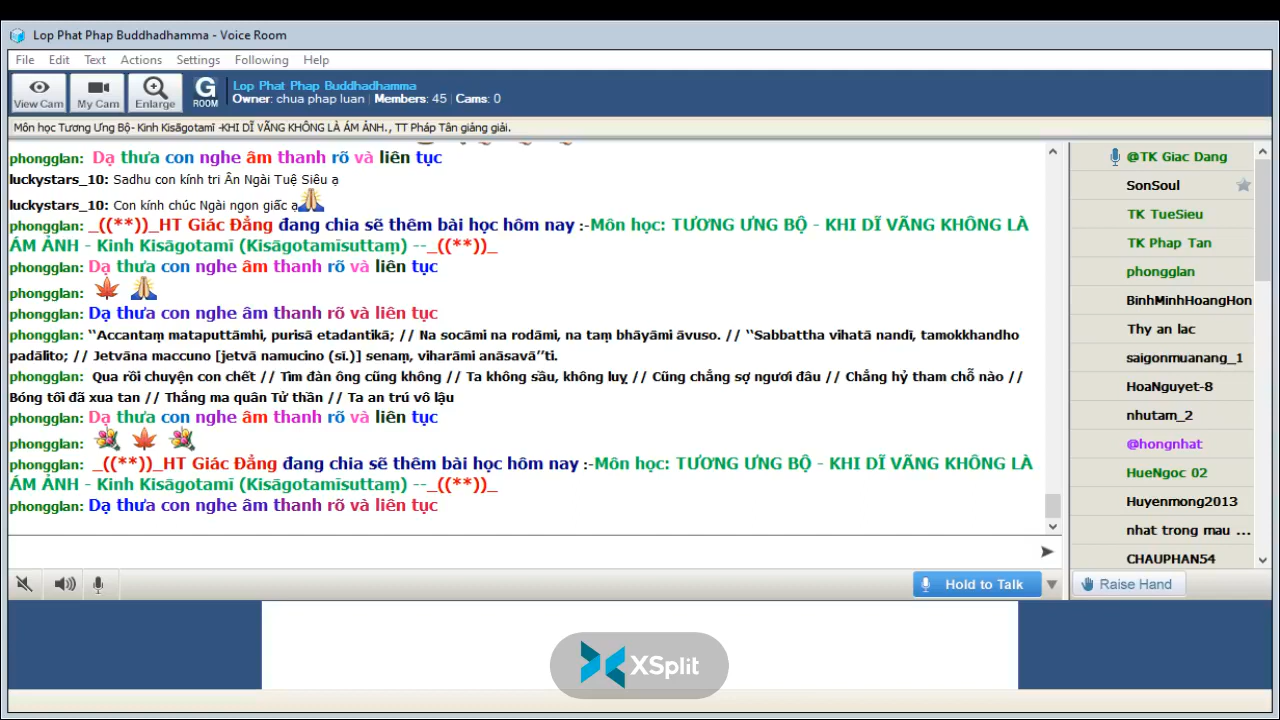 Lop Phat Phap Buddhadhamma - Voice Room
File Edit Text Actions Settings Following Help
View Cam My Cam Enlarge G ROOM
Lop Phat Phap Buddhadhamma
Owner: chua phap luan | Members: 45 | Cams: 0
Môn học Tương Ưng Bộ- Kinh Kisāgotamī -KHI DĨ VÃNG KHÔNG LÀ ÁM ẢNH., TT Pháp Tân giảng giải.
phongglan: Dạ thưa con nghe âm thanh rõ và liên tục
luckystars_10: Sadhu con kính tri Ân Ngài Tuệ Siêu ạ
luckystars_10: Con kính chúc Ngài ngon giấc ạ
phongglan: _((**))_HT Giác Đẳng đang chia sẽ thêm bài học hôm nay :-Môn học: TƯƠNG ƯNG BỘ - KHI DĨ VÃNG KHÔNG LÀ
ÁM ẢNH - Kinh Kisāgotamī (Kisāgotamīsuttaṃ) --_((**))_
phongglan: Dạ thưa con nghe âm thanh rõ và liên tục
phongglan:
phongglan: Dạ thưa con nghe âm thanh rõ và liên tục
phongglan: ‘‘Accantaṃ mataputtāmhi, purisā etadantikā; // Na socāmi na rodāmi, na taṃ bhāyāmi āvuso. // ‘‘Sabbattha vihatā nandī, tamokkhandho
padālito; // Jetvāna maccuno [jetvā namucino (sī.)] senaṃ, viharāmi anāsavā’’ti.
phongglan: Qua rồi chuyện con chết // Tìm đàn ông cũng không // Ta không sầu, không luỵ // Cũng chẳng sợ ngươi đâu // Chẳng hỷ tham chỗ nào //
Bóng tối đã xua tan // Thắng ma quân Tử thần // Ta an trú vô lậu
phongglan: Dạ thưa con nghe âm thanh rõ và liên tục
phongglan:
phongglan: _((**))_HT Giác Đẳng đang chia sẽ thêm bài học hôm nay :-Môn học: TƯƠNG ƯNG BỘ - KHI DĨ VÃNG KHÔNG LÀ
ÁM ẢNH - Kinh Kisāgotamī (Kisāgotamīsuttaṃ) --_((**))_
phongglan: Dạ thưa con nghe âm thanh rõ và liên tục
@TK Giac Dang
SonSoul
TK TueSieu
TK Phap Tan
phongglan
BinhMinhHoangHon
Thy an lac
saigonmuanang_1
HoaNguyet-8
nhutam_2
@hongnhat
HueNgoc 02
Huyenmong2013
nhat trong mau ...
CHAUPHAN54
Hold to Talk
Raise Hand
XSplit